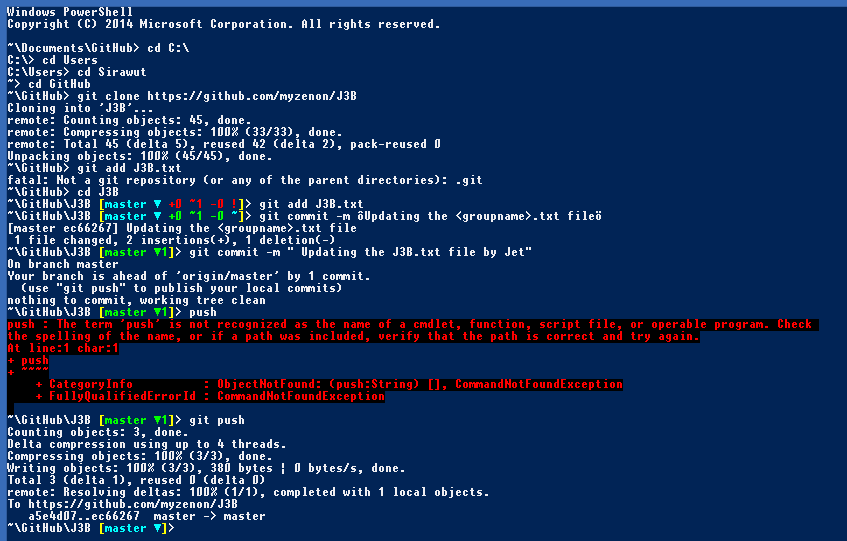 Windows PowerShell
Copyright (C) 2014 Microsoft Corporation. All rights reserved.
~\Documents\GitHub> cd C:\
C:\> cd Users
C:\Users> cd Sirawut
~> cd GitHub
~\GitHub> git clone https://github.com/myzenon/J3B
Cloning into 'J3B'...
remote: Counting objects: 45, done.
remote: Compressing objects: 100% (33/33), done.
remote: Total 45 (delta 5), reused 42 (delta 2), pack-reused 0
Unpacking objects: 100% (45/45), done.
~\GitHub> git add J3B.txt
fatal: Not a git repository (or any of the parent directories): .git
~\GitHub> cd J3B
~\GitHub\J3B [master ▼ +0 ~1 -0 !]> git add J3B.txt
~\GitHub\J3B [master ▼ +0 ~1 -0 ~]> git commit -m ôUpdating the <groupname>.txt fileö
[master ec66267] Updating the <groupname>.txt file
 1 file changed, 2 insertions(+), 1 deletion(-)
~\GitHub\J3B [master ▼1]> git commit -m " Updating the J3B.txt file by Jet"
On branch master
Your branch is ahead of 'origin/master' by 1 commit.
  (use "git push" to publish your local commits)
nothing to commit, working tree clean
~\GitHub\J3B [master ▼1]> push
push : The term 'push' is not recognized as the name of a cmdlet, function, script file, or operable program. Check
the spelling of the name, or if a path was included, verify that the path is correct and try again.
At line:1 char:1
+ push
+ ~~~~
    + CategoryInfo          : ObjectNotFound: (push:String) [], CommandNotFoundException
    + FullyQualifiedErrorId : CommandNotFoundException
~\GitHub\J3B [master ▼1]> git push
Counting objects: 3, done.
Delta compression using up to 4 threads.
Compressing objects: 100% (3/3), done.
Writing objects: 100% (3/3), 380 bytes ¦ 0 bytes/s, done.
Total 3 (delta 1), reused 0 (delta 0)
remote: Resolving deltas: 100% (1/1), completed with 1 local objects.
To https://github.com/myzenon/J3B
   a5e4d07..ec66267  master -> master
~\GitHub\J3B [master ▼]>